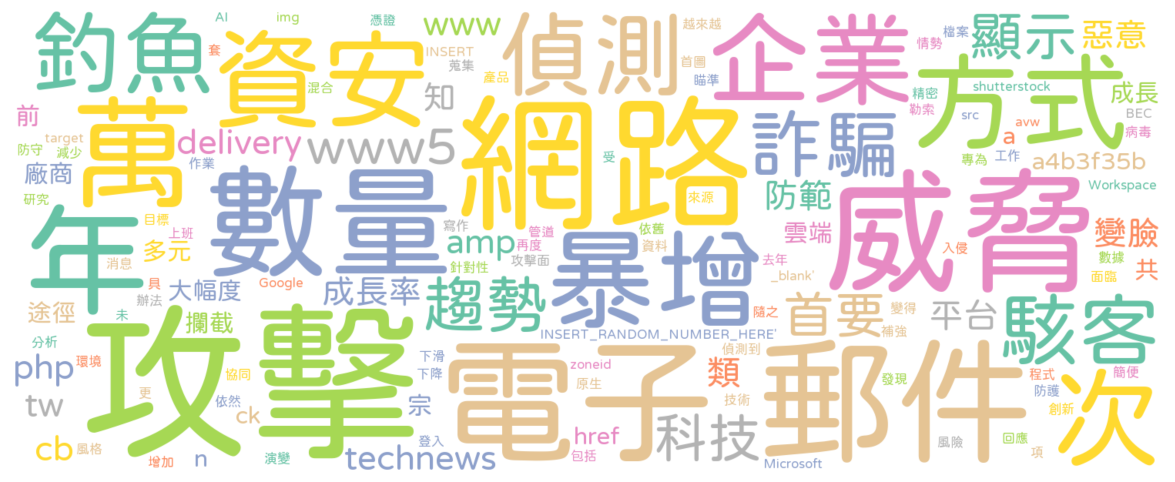 釣魚
資安
偵測
企業
顯示
惡意
萬
網路
詐騙
方式
年
數量
暴增
威脅
攻擊
電子
郵件
次
趨勢
首要
駭客
科技
類
平台
變臉
共
雲端
防範
成長
成長率
大幅度
攔截
途徑
多元
廠商
前
知
www
www5
delivery
amp
technews
php
tw
cb
n
ck
宗
href
a
a4b3f35b
AI
img
憑證
套
混合
INSERT
蒐集
產品
越來越
首圖
瞄準
情勢
檔案
shutterstock
精密
勒索
src
avw
BEC
病毒
專為
工作
Workspace
target
防守
減少
作業
研究
目標
上班
消息
具
辦法
Google
未
分析
環境
協同
更
依然
風格
增加
演變
登入
下滑
下降
寫作
管道
再度
攻擊面
針對性
受
來源
依舊
資料
去年
_blank'
入侵
數據
面臨
隨之
變得
補強
INSERT_RANDOM_NUMBER_HERE'
偵測到
zoneid
原生
技術
發現
程式
簡便
防護
創新
回應
項
風險
包括
Microsoft